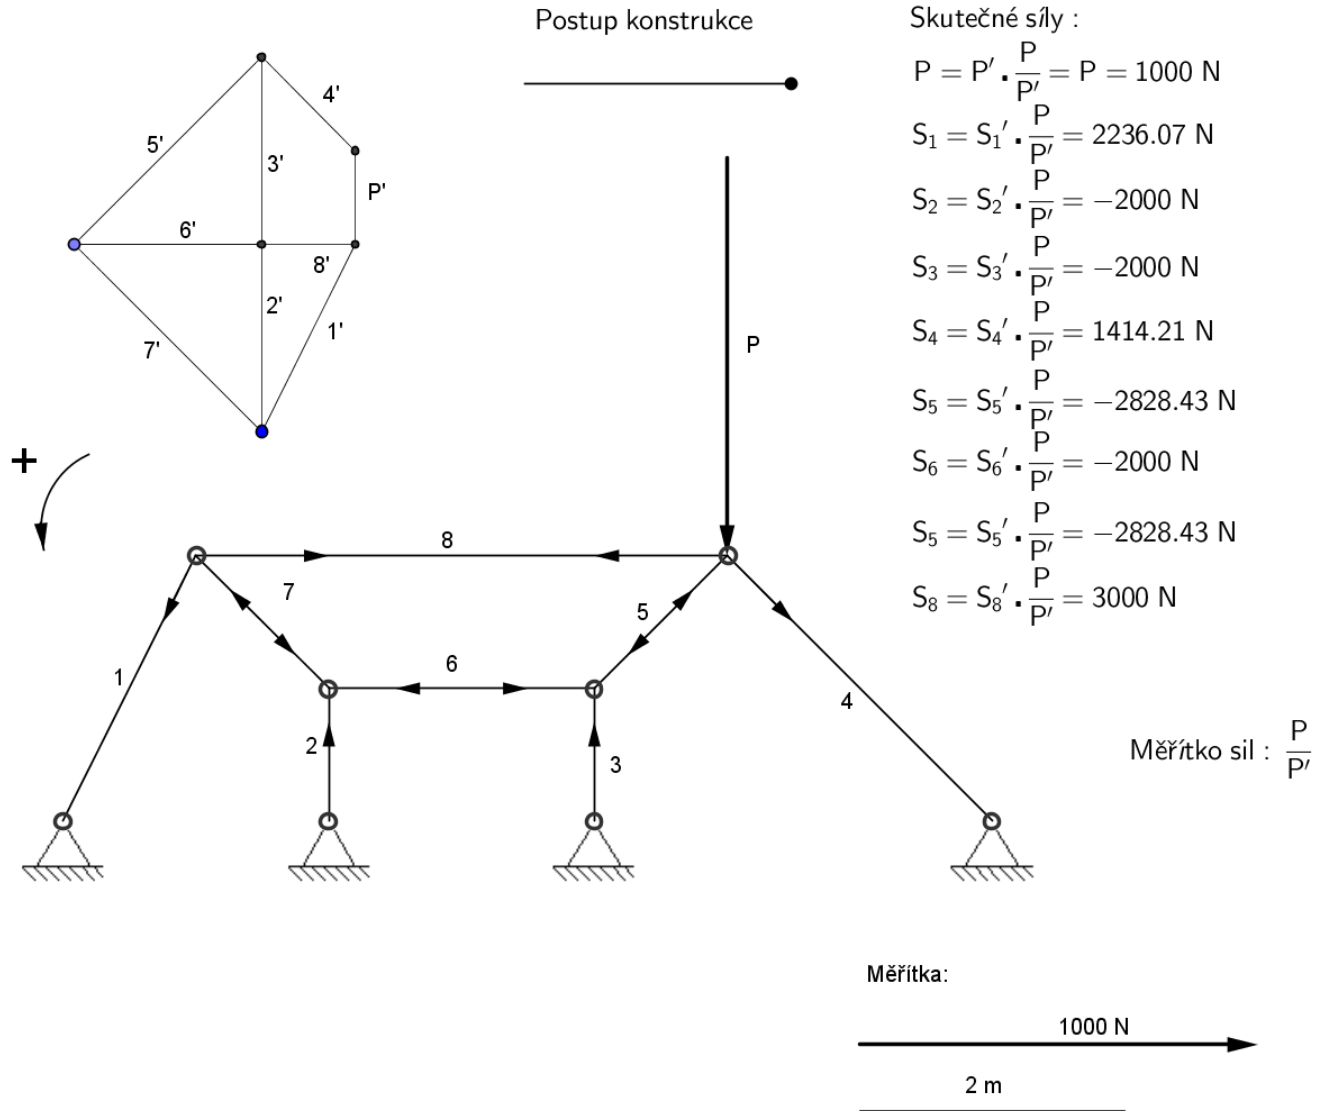 Postup konstrukce
Skutečné síly :
P = P′ . P/P′ = P = 1000 N
S₁ = S₁′ . P/P′ = 2236.07 N
S₂ = S₂′ . P/P′ = −2000 N
S₃ = S₃′ . P/P′ = −2000 N
S₄ = S₄′ . P/P′ = 1414.21 N
S₅ = S₅′ . P/P′ = −2828.43 N
S₆ = S₆′ . P/P′ = −2000 N
S₅ = S₅′ . P/P′ = −2828.43 N
S₈ = S₈′ . P/P′ = 3000 N
4'
5'
3'
P'
6'
8'
2'
1'
7'
P
+
8
7
5
6
1
4
2
3
Měřítko sil : P/P′
Měřítka:
1000 N
2 m